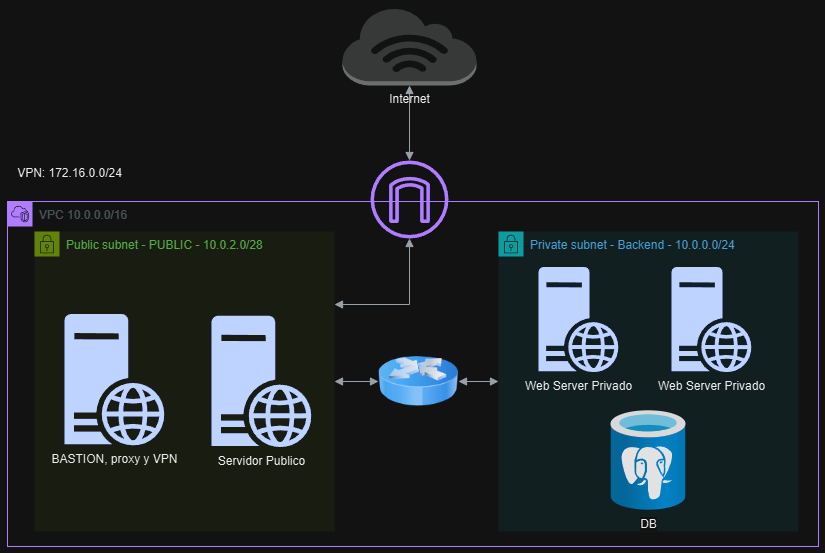 Internet
VPN: 172.16.0.0/24
VPC 10.0.0.0/16
Public subnet - PUBLIC - 10.0.2.0/28
Private subnet - Backend - 10.0.0.0/24
Web Server Privado
Web Server Privado
BASTION, proxy y VPN
Servidor Publico
DB